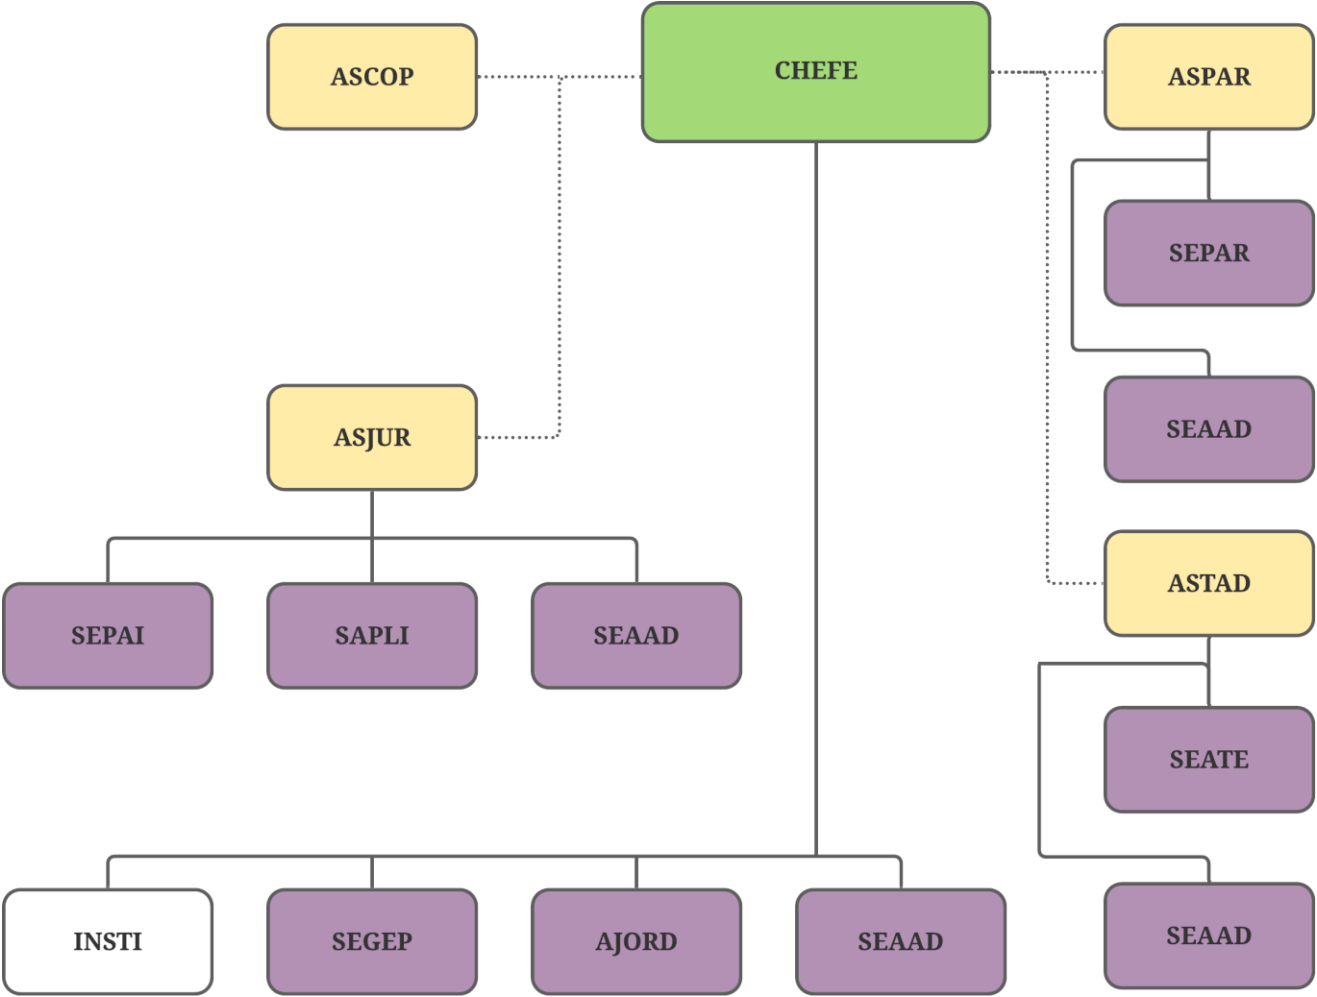 ASCOP
CHEFE
ASPAR
SEPAR
SEAAD
ASJUR
ASTAD
SEPAI
SAPLI
SEAAD
SEATE
INSTI
SEGEP
AJORD
SEAAD
SEAAD